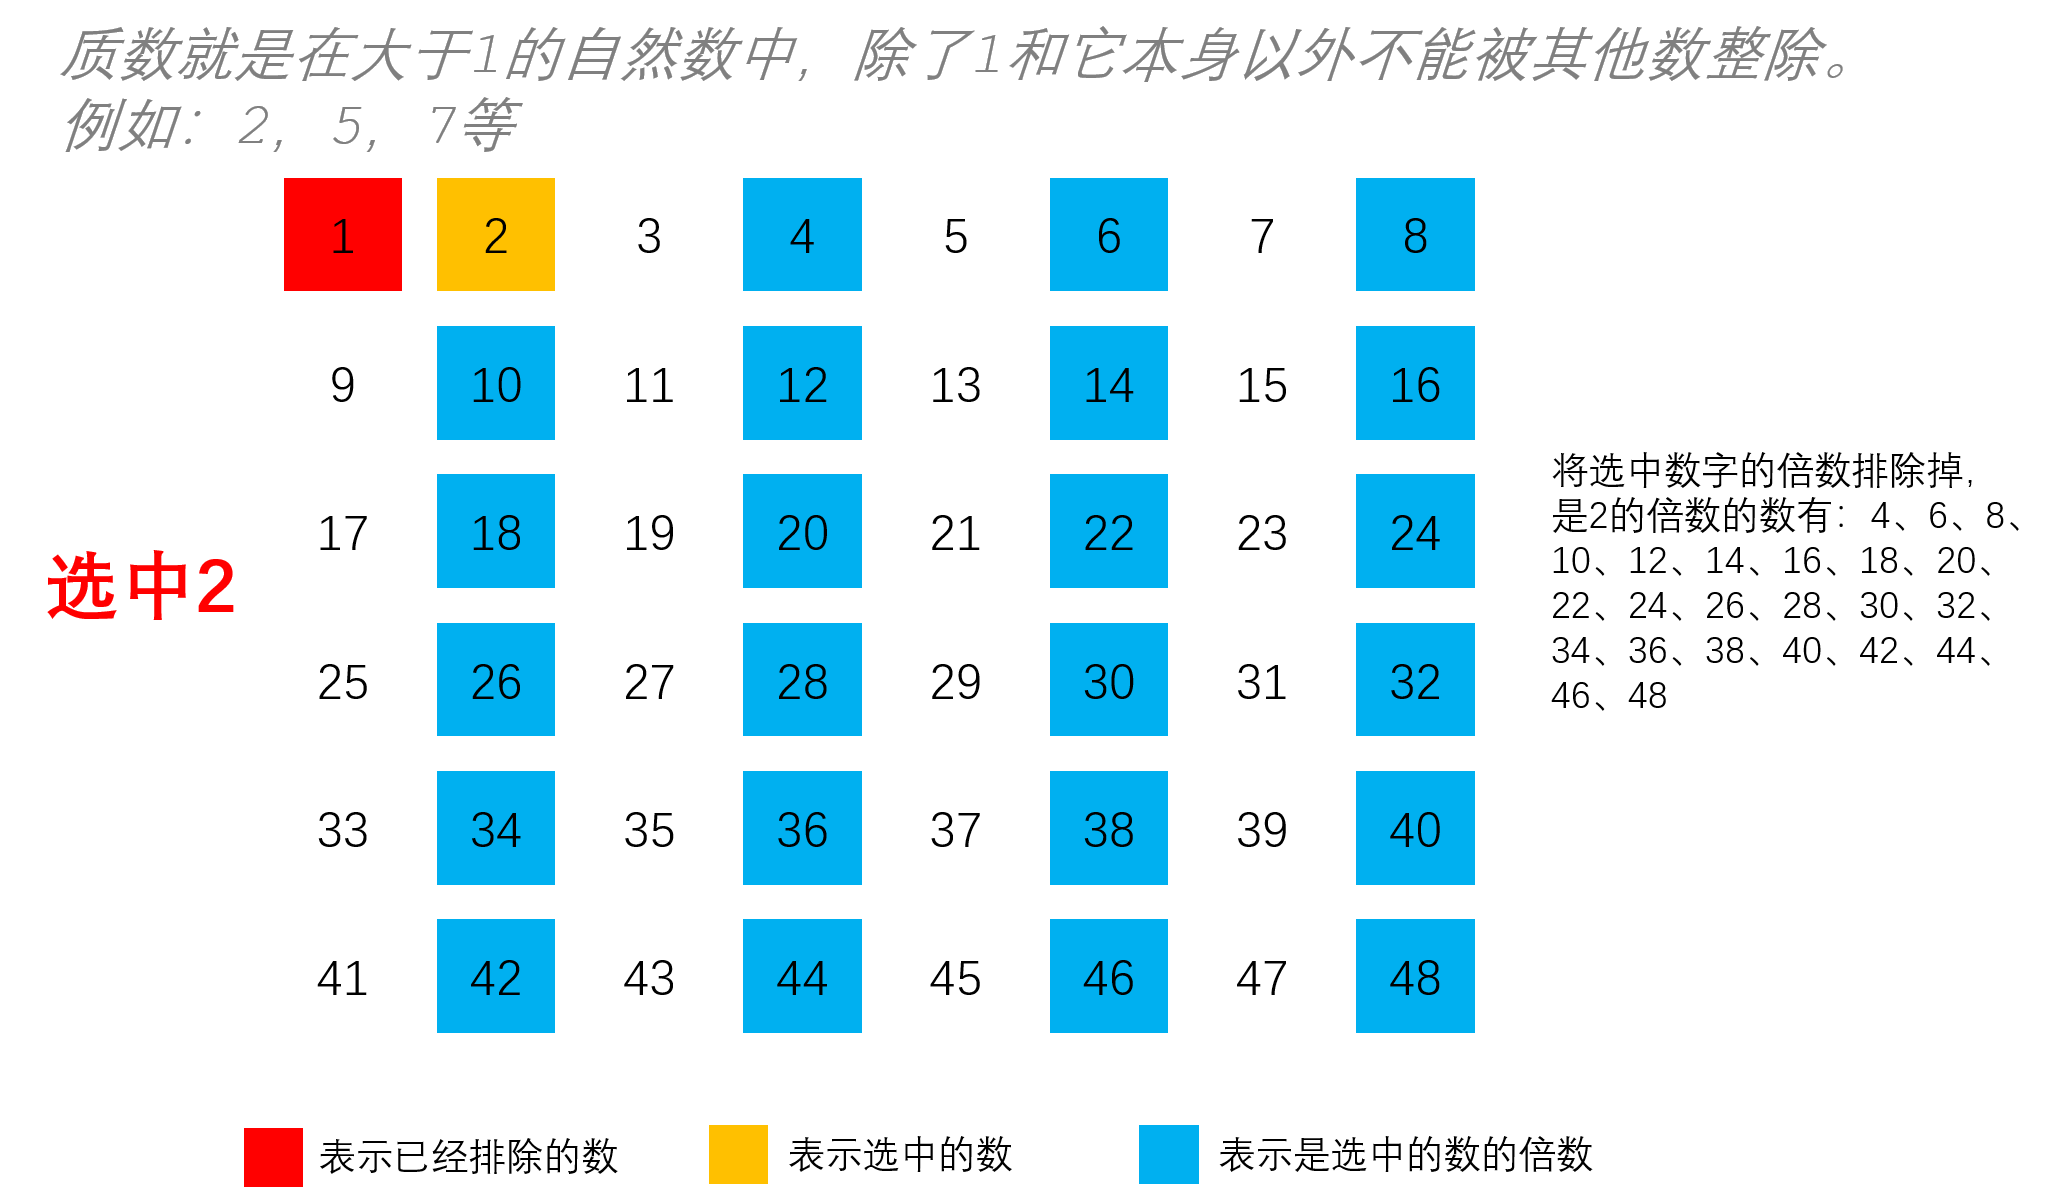 质数就是在大于1的自然数中，除了1和它本身以外不能被其他数整除。
例如：2，5，7等
1 2 3 4 5 6 7 8
9 10 11 12 13 14 15 16
17 18 19 20 21 22 23 24
25 26 27 28 29 30 31 32
33 34 35 36 37 38 39 40
41 42 43 44 45 46 47 48
选中2
将选中数字的倍数排除掉，
是2的倍数的数有：4、6、8、
10、12、14、16、18、20、
22、24、26、28、30、32、
34、36、38、40、42、44、
46、48
表示已经排除的数
表示选中的数
表示是选中的数的倍数